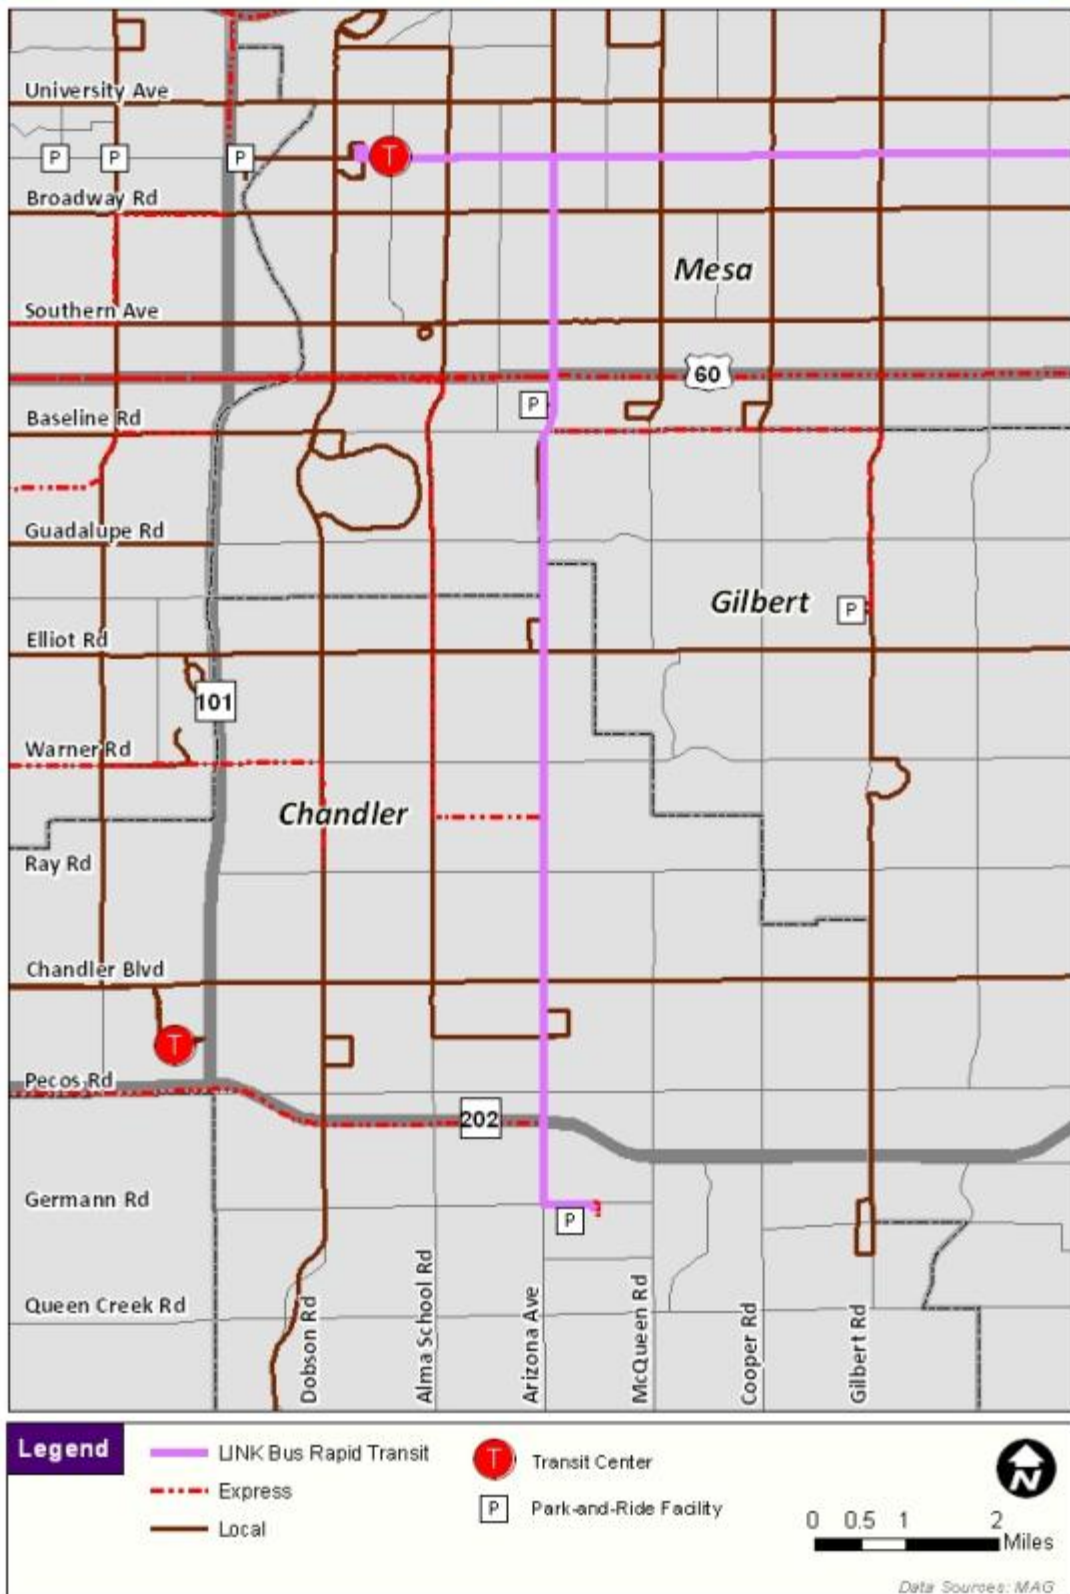 University Ave
P
P
P
T
Broadway Rd
Mesa
Southern Ave
60
P
Baseline Rd
Guadalupe Rd
Gilbert
P
Elliot Rd
101
Warner Rd
Chandler
Ray Rd
Chandler Blvd
T
Pecos Rd
202
Germann Rd
P
Queen Creek Rd
Dobson Rd
Alma School Rd
Arizona Ave
McQueen Rd
Cooper Rd
Gilbert Rd
Legend
LINK Bus Rapid Transit
Express
Local
T Transit Center
P Park-and-Ride Facility
N
0 0.5 1 2
Miles
Data Sources: MAG